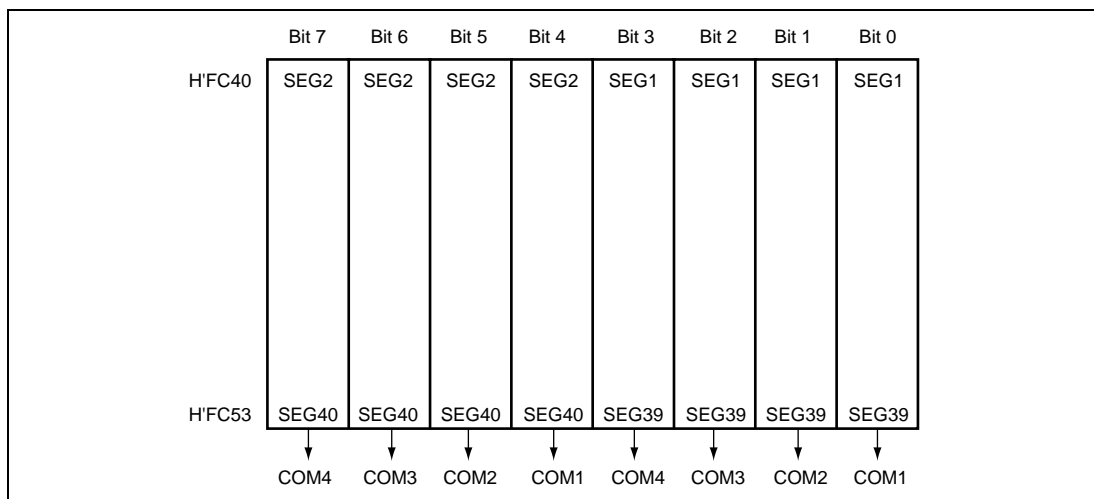 Bit 7 Bit 6 Bit 5 Bit 4 Bit 3 Bit 2 Bit 1 Bit 0
H'FC40 SEG2 SEG2 SEG2 SEG2 SEG1 SEG1 SEG1 SEG1
H'FC53 SEG40 SEG40 SEG40 SEG40 SEG39 SEG39 SEG39 SEG39
COM4 COM3 COM2 COM1 COM4 COM3 COM2 COM1